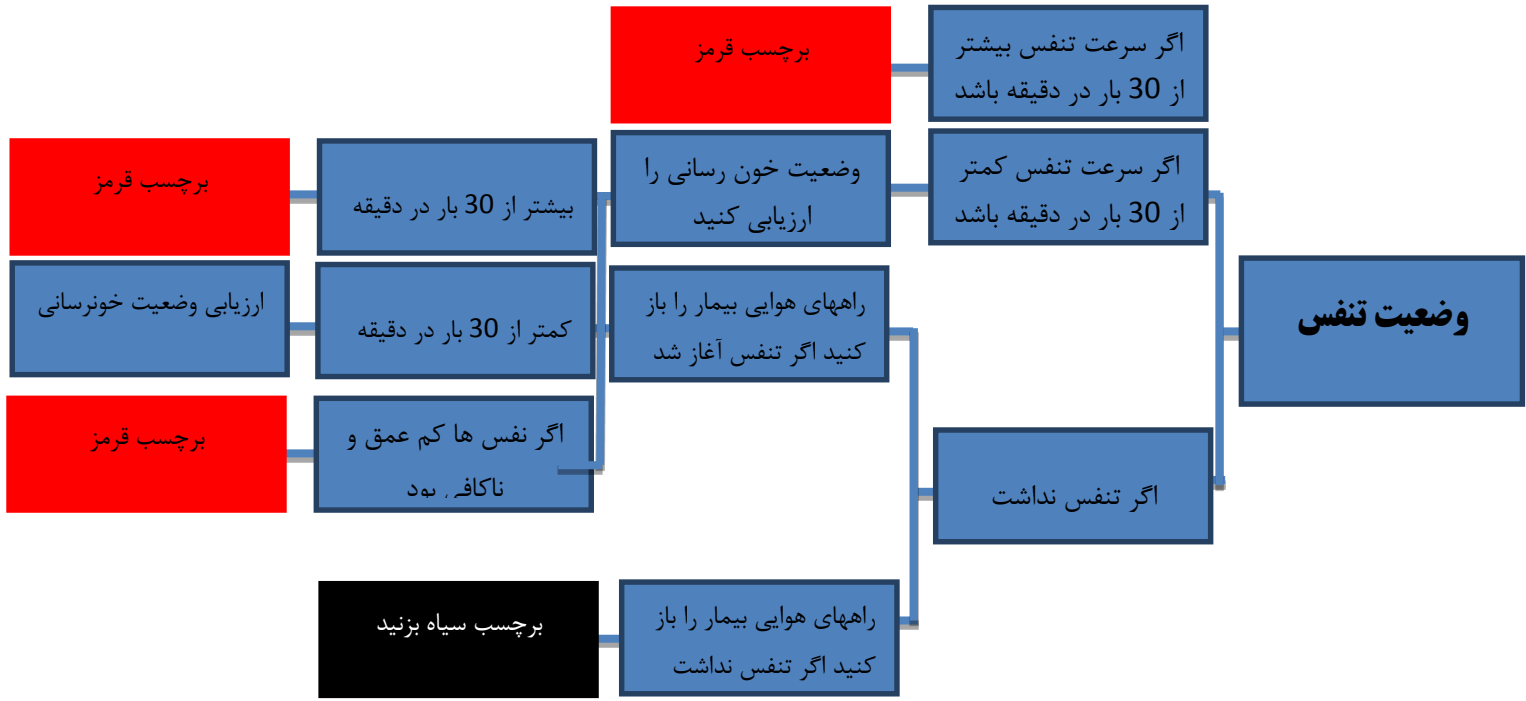 وضعیت تنفس
اگر سرعت تنفس بیشتر
از 30 بار در دقیقه باشد
برچسب قرمز
اگر سرعت تنفس کمتر
از 30 بار در دقیقه باشد
وضعیت خون رسانی را
ارزیابی کنید
اگر تنفس نداشت
راههای هوایی بیمار را باز
کنید اگر تنفس آغاز شد
بیشتر از 30 بار در دقیقه
برچسب قرمز
کمتر از 30 بار در دقیقه
ارزیابی وضعیت خونرسانی
اگر نفس ها کم عمق و
ناکافی بود
برچسب قرمز
راههای هوایی بیمار را باز
کنید اگر تنفس نداشت
برچسب سیاه بزنید